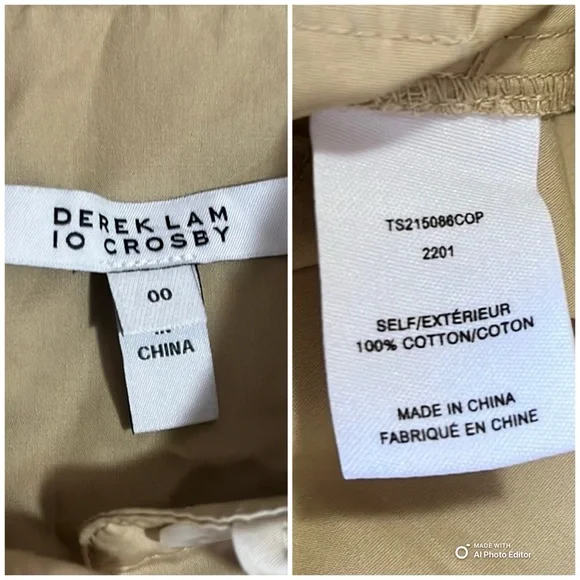 DEREK LAM
10 CROSBY
00
CHINA
TS215086COP
2201
SELF/EXTÉRIEUR
100% COTTON/COTON
MADE IN CHINA
FABRIQUÉ EN CHINE
MADE WITH
AI Photo Editor